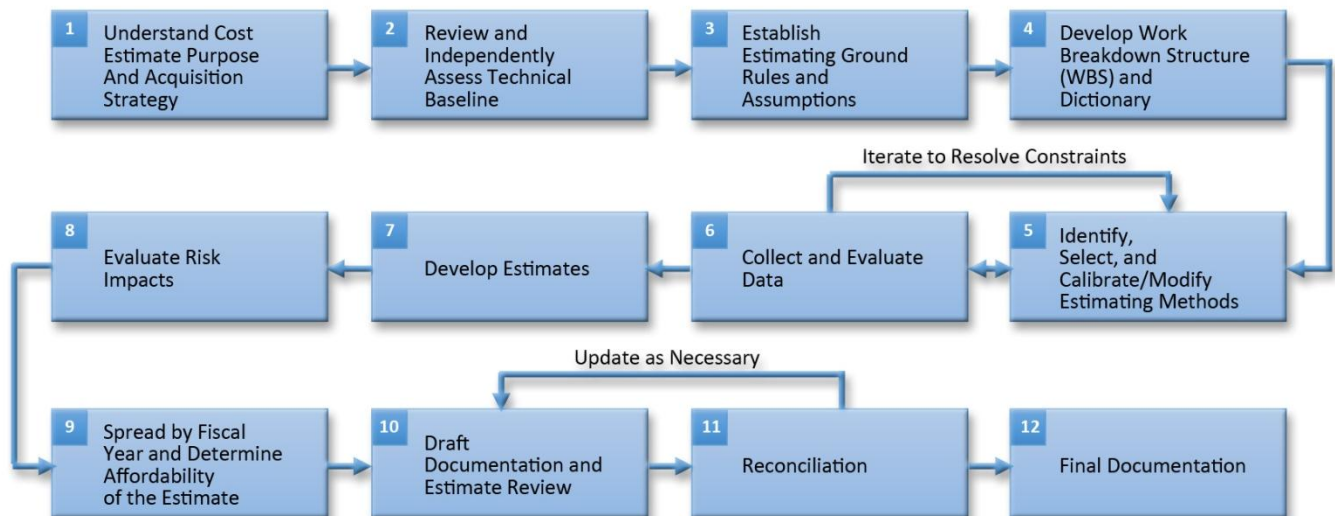 1
Understand Cost
Estimate Purpose
And Acquisition
Strategy
2
Review and
Independently
Assess Technical
Baseline
3
Establish
Estimating Ground
Rules and
Assumptions
4
Develop Work
Breakdown Structure
(WBS) and
Dictionary
Iterate to Resolve Constraints
8
Evaluate Risk
Impacts
7
Develop Estimates
6
Collect and Evaluate
Data
5
Identify,
Select, and
Calibrate/Modify
Estimating Methods
Update as Necessary
9
Spread by Fiscal
Year and Determine
Affordability
of the Estimate
10
Draft
Documentation and
Estimate Review
11
Reconciliation
12
Final Documentation